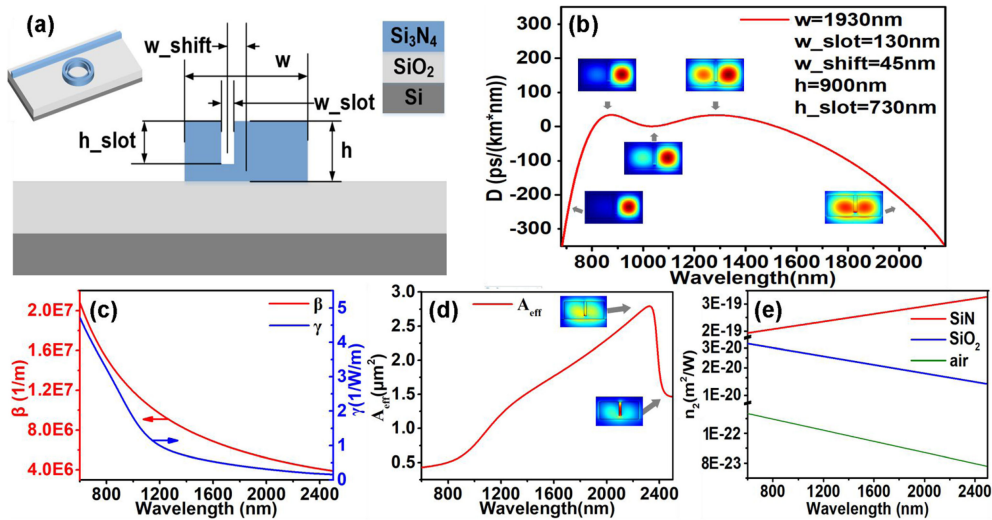 (a)
w_shift
w
w_slot
h_slot
h
Si₃N₄
SiO₂
Si
(b)
w=1930nm
w_slot=130nm
w_shift=45nm
h=900nm
h_slot=730nm
D (ps/(km*nm))
300
200
100
0
-100
-200
-300
800 1000 1200 1400 1600 1800 2000
Wavelength(nm)
(c)
β
γ
β (1/m)
2.0E7
1.6E7
1.2E7
8.0E6
4.0E6
γ(1/W/m)
5
4
3
2
1
0
800 1200 1600 2000 2400
Wavelength (nm)
(d)
A_eff
A_eff(μm²)
3.0
2.5
2.0
1.5
1.0
0.5
800 1200 1600 2000 2400
Wavelength(nm)
(e)
SiN
SiO₂
air
n₂(m²/W)
3E-19
2E-19
3E-20
2E-20
1E-20
1E-22
8E-23
800 1200 1600 2000 2400
Wavelength (nm)